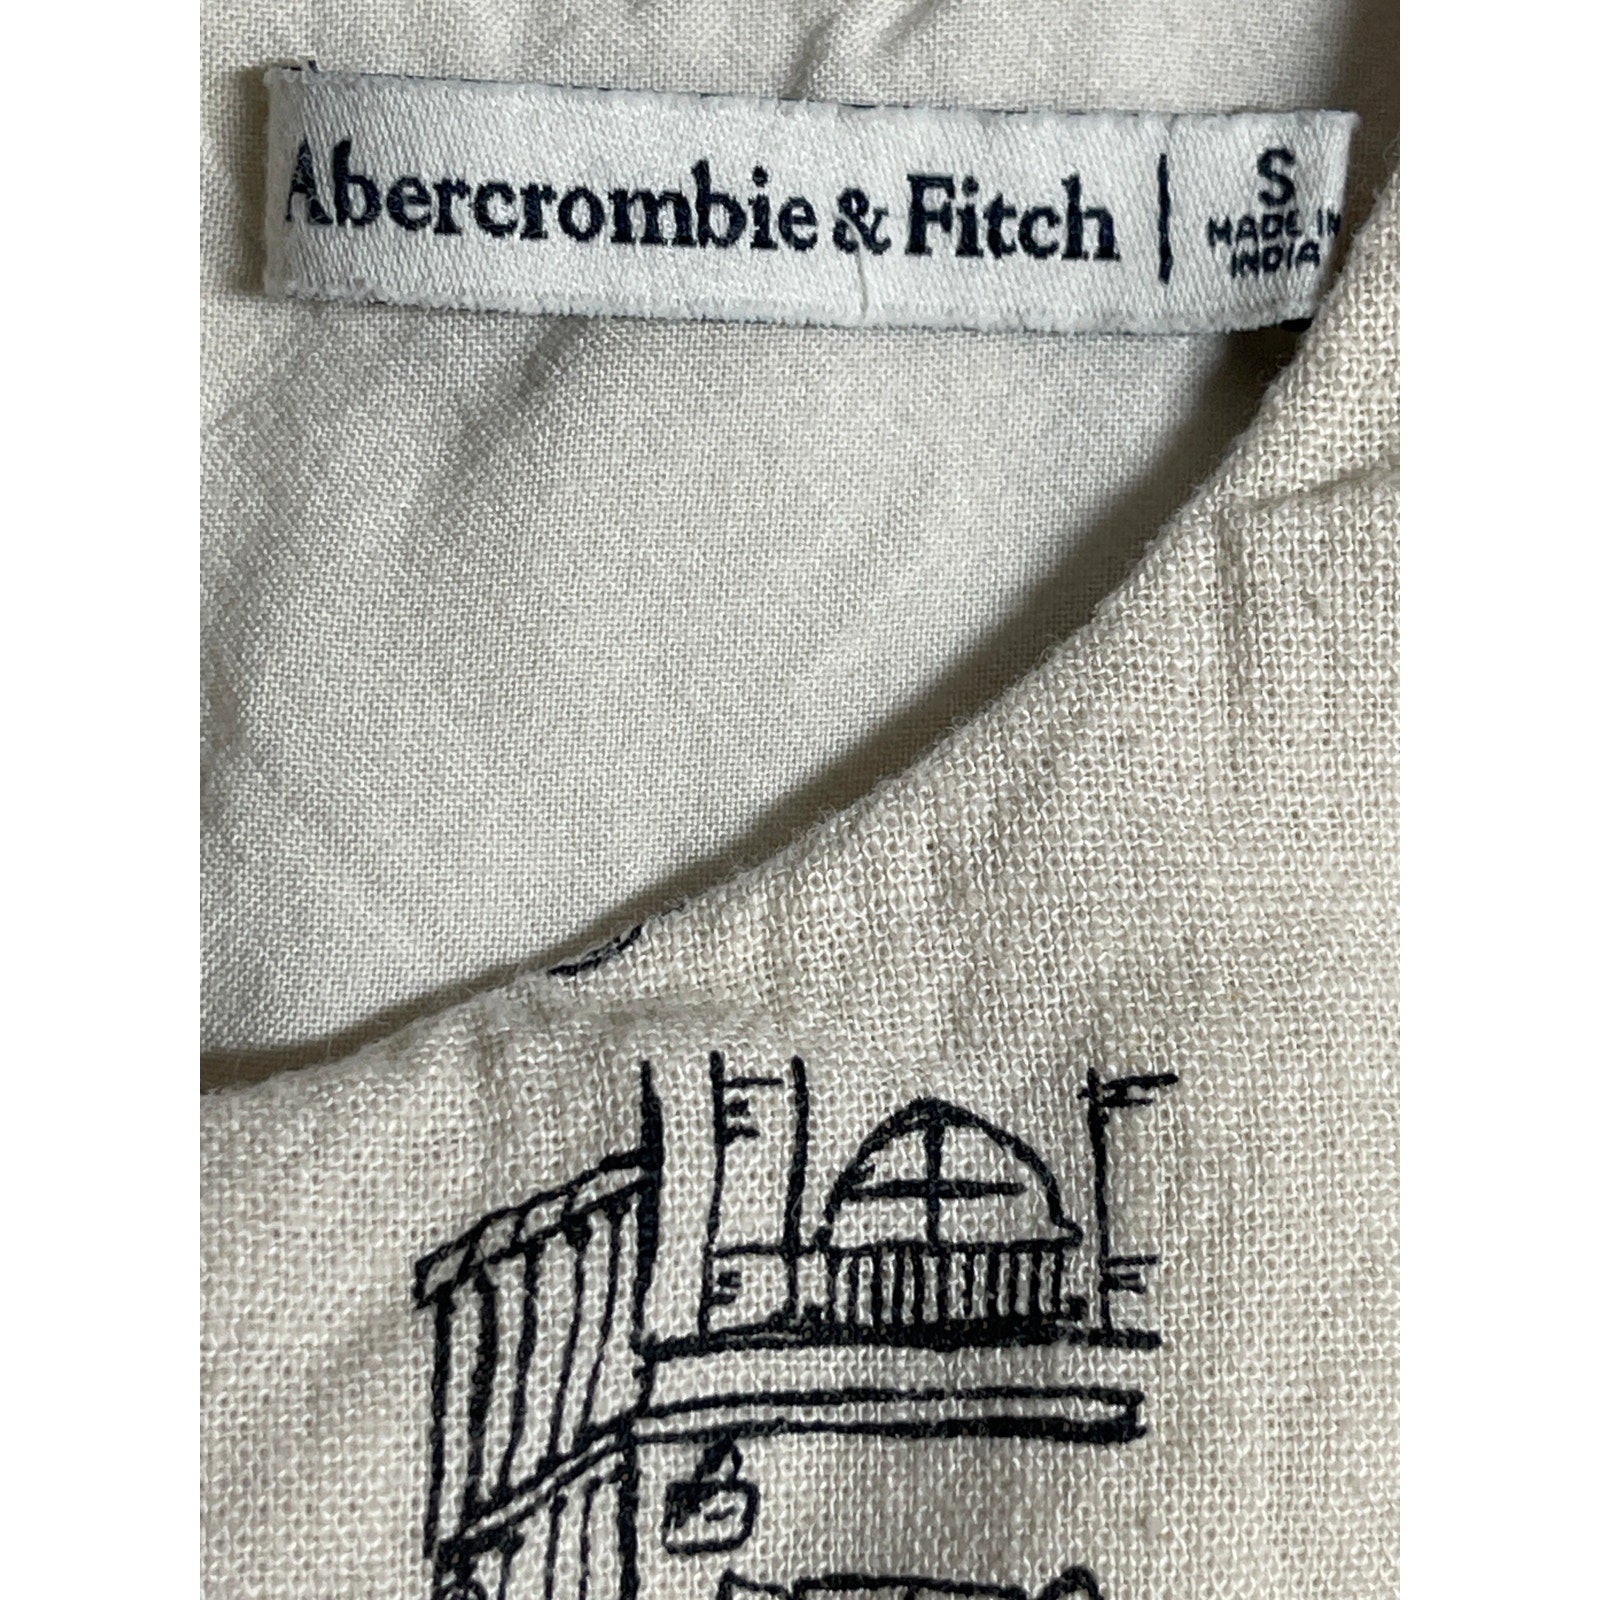 Abercrombie & Fitch | S
MADE IN
INDIA